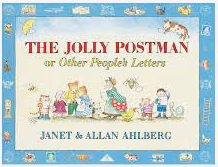 THE JOLLY POSTMAN
or Other People's Letters
JANET & ALLAN AHLBERG